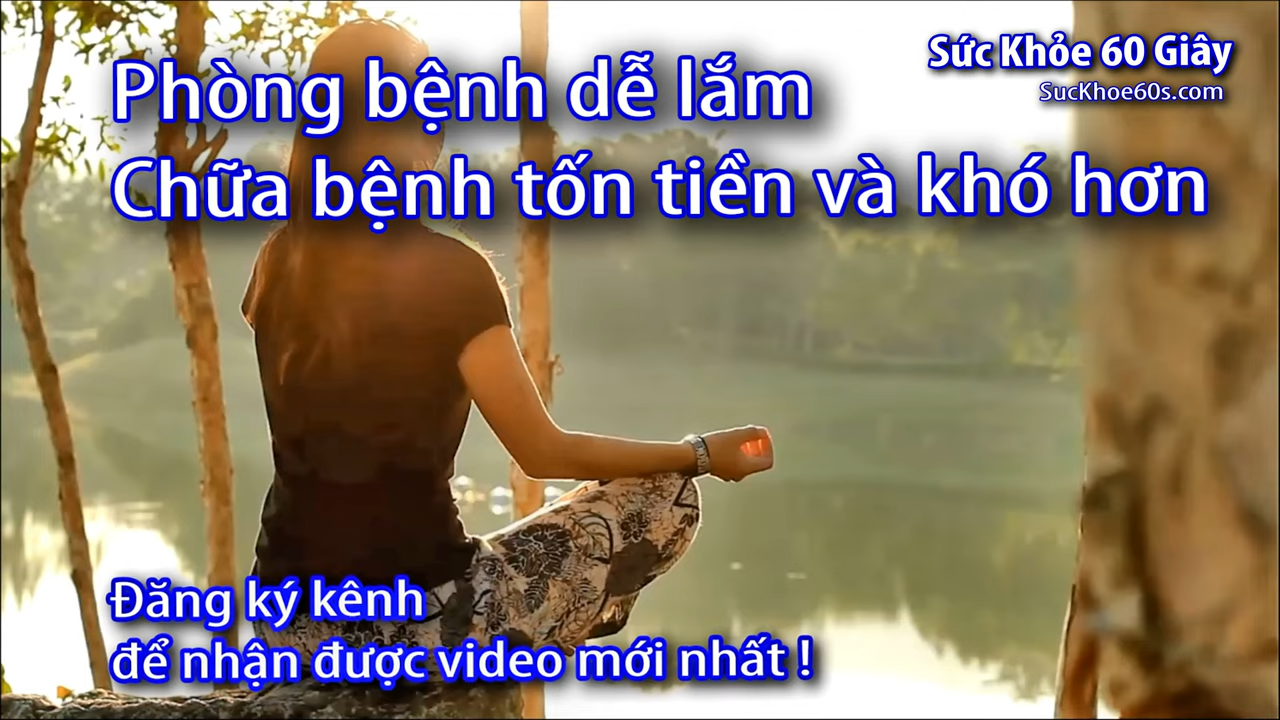 Sức Khỏe 60 Giây
SucKhoe60s.com
Phòng bệnh dễ lắm
Chữa bệnh tốn tiền và khó hơn
Đăng ký kênh
để nhận được video mới nhất !